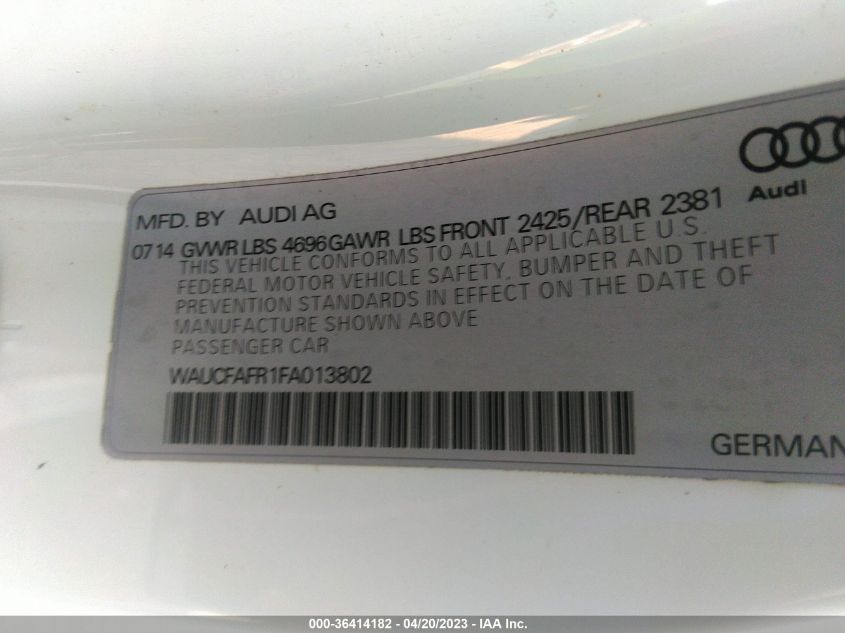 MFD. BY AUDI AG
Audi
0714 GVWR LBS 4696 GAWR LBS FRONT 2425/REAR 2381
THIS VEHICLE CONFORMS TO ALL APPLICABLE U.S.
FEDERAL MOTOR VEHICLE SAFETY, BUMPER AND THEFT
PREVENTION STANDARDS IN EFFECT ON THE DATE OF
MANUFACTURE SHOWN ABOVE
PASSENGER CAR
WAUCFAFR1FA013802
GERMAN
000-36414182 - 04/20/2023 - IAA Inc.